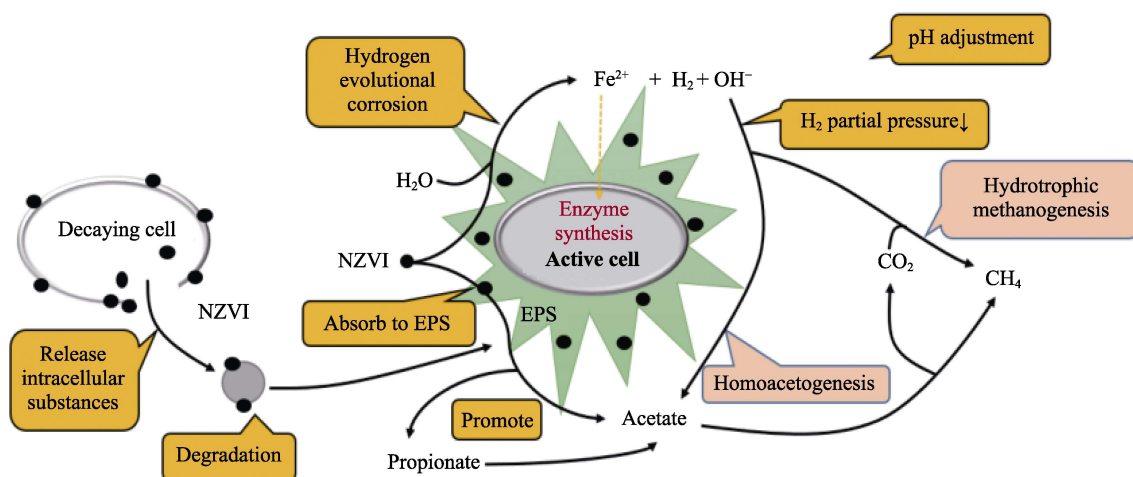 Hydrogen
evolutional
corrosion
Fe²⁺ + H₂ + OH⁻
pH adjustment
H₂ partial pressure↓
H₂O
Enzyme
synthesis
Active cell
Hydrotrophic
methanogenesis
Decaying cell
NZVI
CO₂
CH₄
NZVI
Absorb to EPS
EPS
Release
intracellular
substances
Homoacetogenesis
Degradation
Promote
Acetate
Propionate